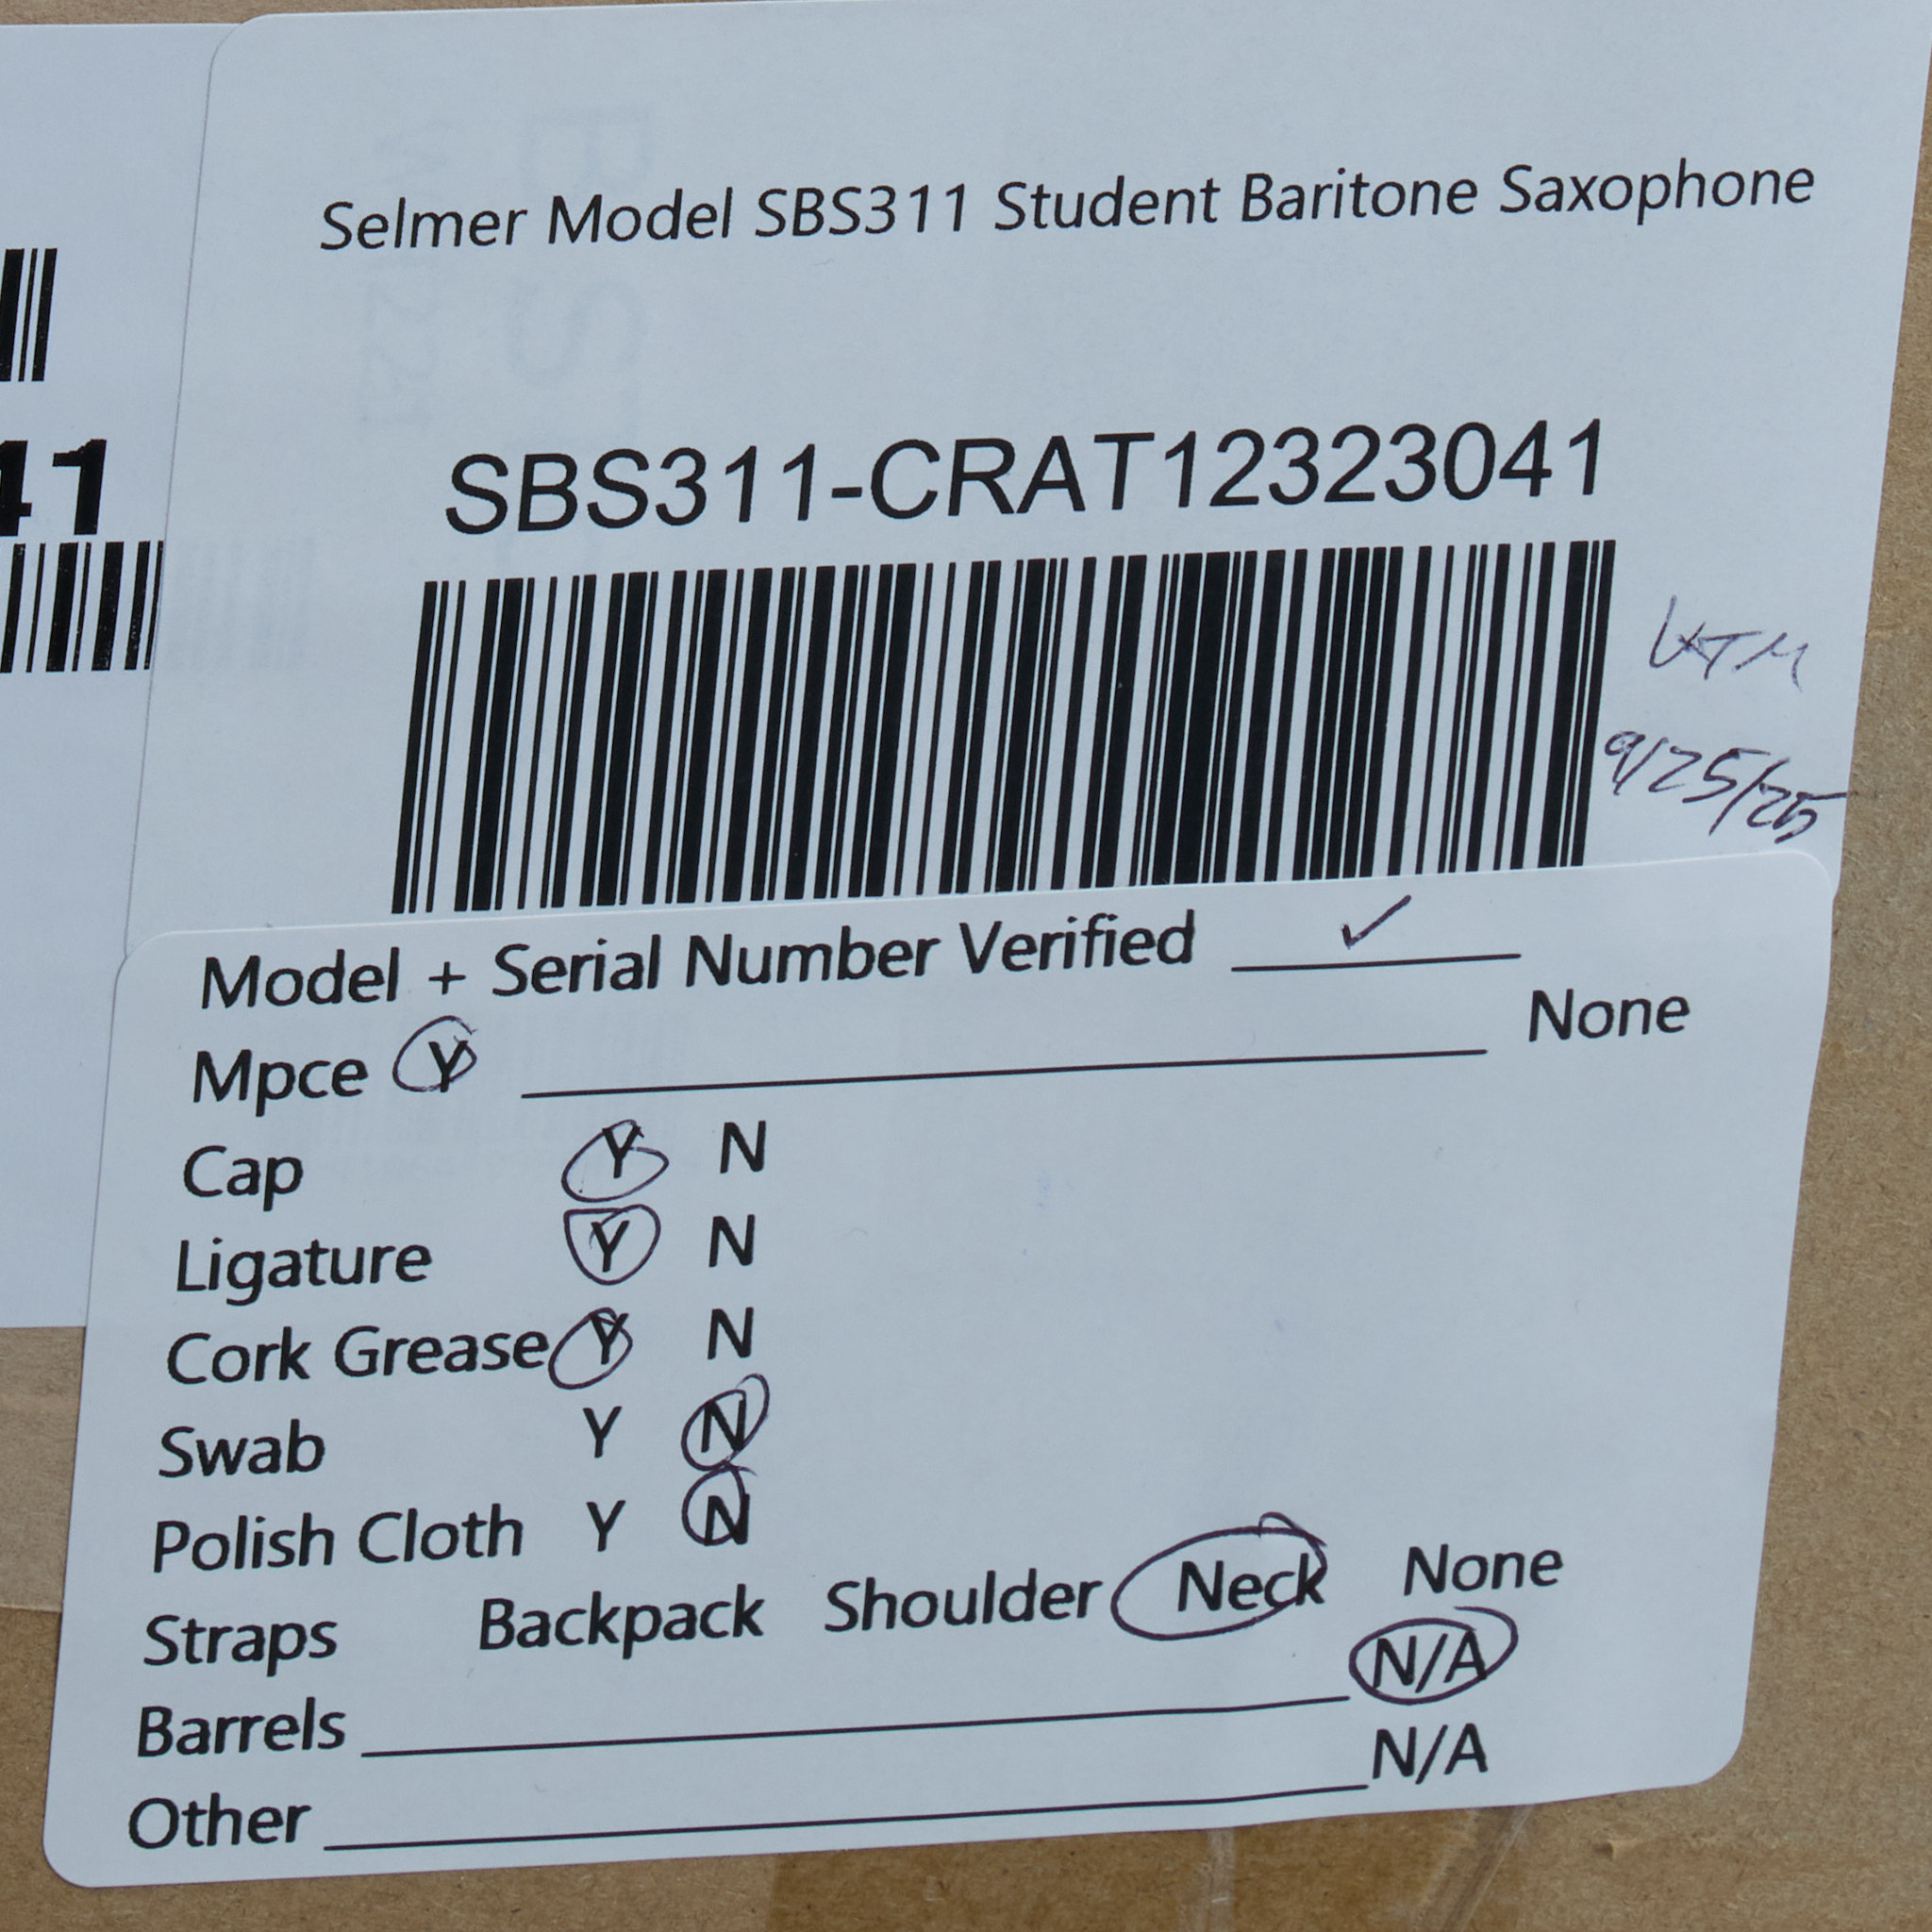 41
Selmer Model SBS311 Student Baritone Saxophone
SBS311-CRAT12323041
9/25/25
Model + Serial Number Verified ✓
Mpce Y None
Cap Y N
Ligature Y N
Cork Grease Y N
Swab Y N
Polish Cloth Y N
Straps Backpack Shoulder Neck None
Barrels N/A
Other N/A